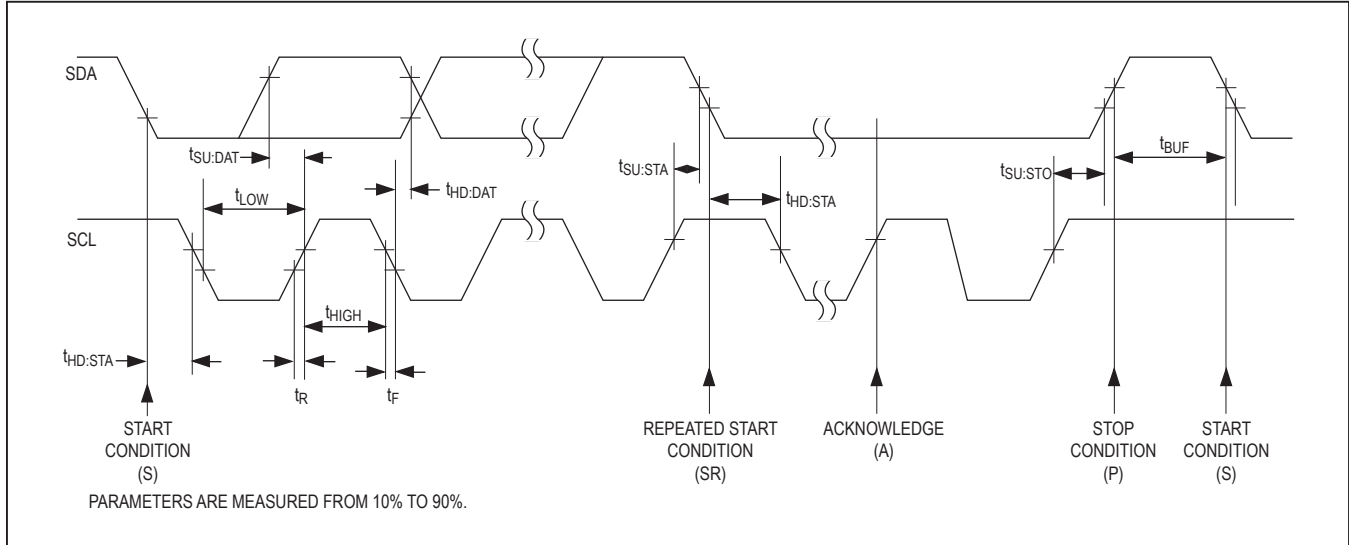 SDA
tSU:DAT
tHD:DAT
tLOW
tSU:STA
tHD:STA
tSU:STO
tBUF
SCL
tHIGH
tHD:STA
tR
tF
START
CONDITION
(S)
REPEATED START
CONDITION
(SR)
ACKNOWLEDGE
(A)
STOP
CONDITION
(P)
START
CONDITION
(S)
PARAMETERS ARE MEASURED FROM 10% TO 90%.